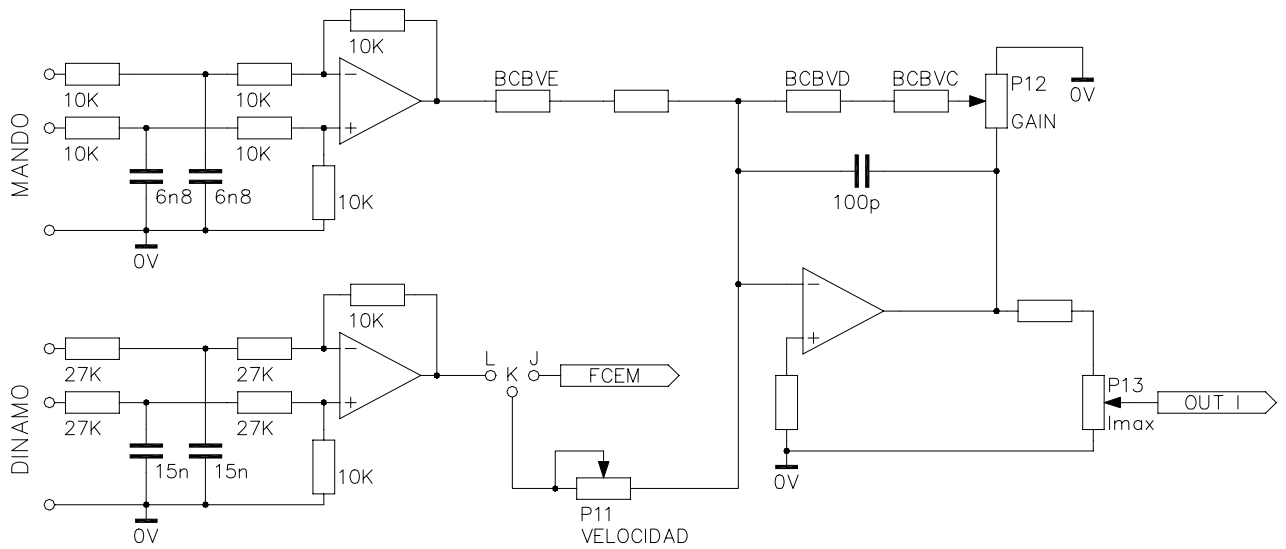 10K
BCBVE
BCBVD
BCBVC
P12
0V
GAIN
10K
10K
10K
10K
MANDO
6n8
6n8
10K
100p
0V
10K
L
K
J
FCEM
27K
27K
27K
27K
DINAMO
15n
15n
10K
P13
Imax
OUT I
0V
P11
VELOCIDAD
0V